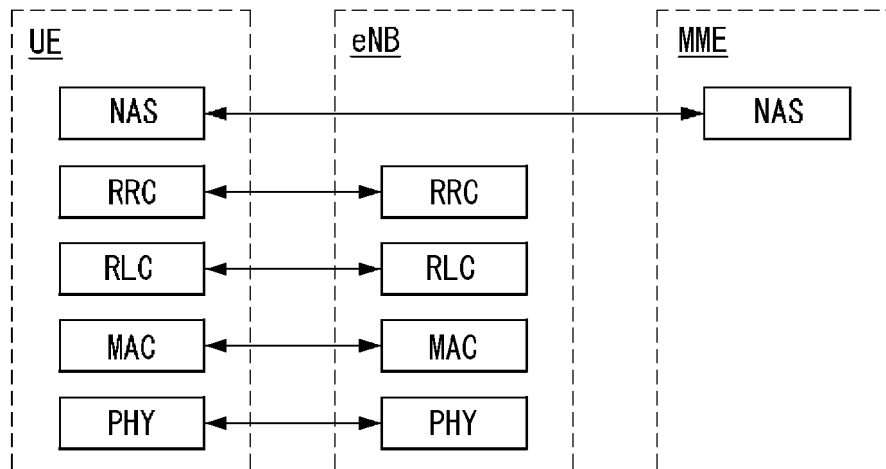 UE eNB MME
NAS NAS
RRC RRC
RLC RLC
MAC MAC
PHY PHY